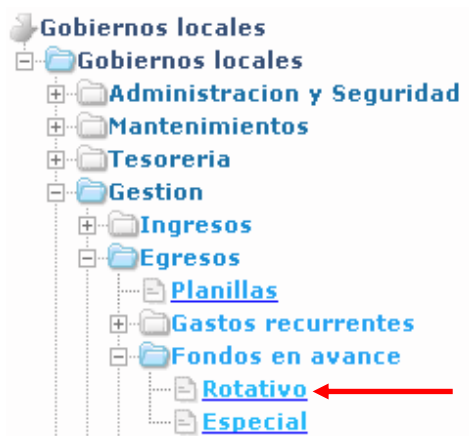 Gobiernos locales
Gobiernos locales
Administracion y Seguridad
Mantenimientos
Tesoreria
Gestion
Ingresos
Egresos
Planillas
Gastos recurrentes
Fondos en avance
Rotativo
Especial